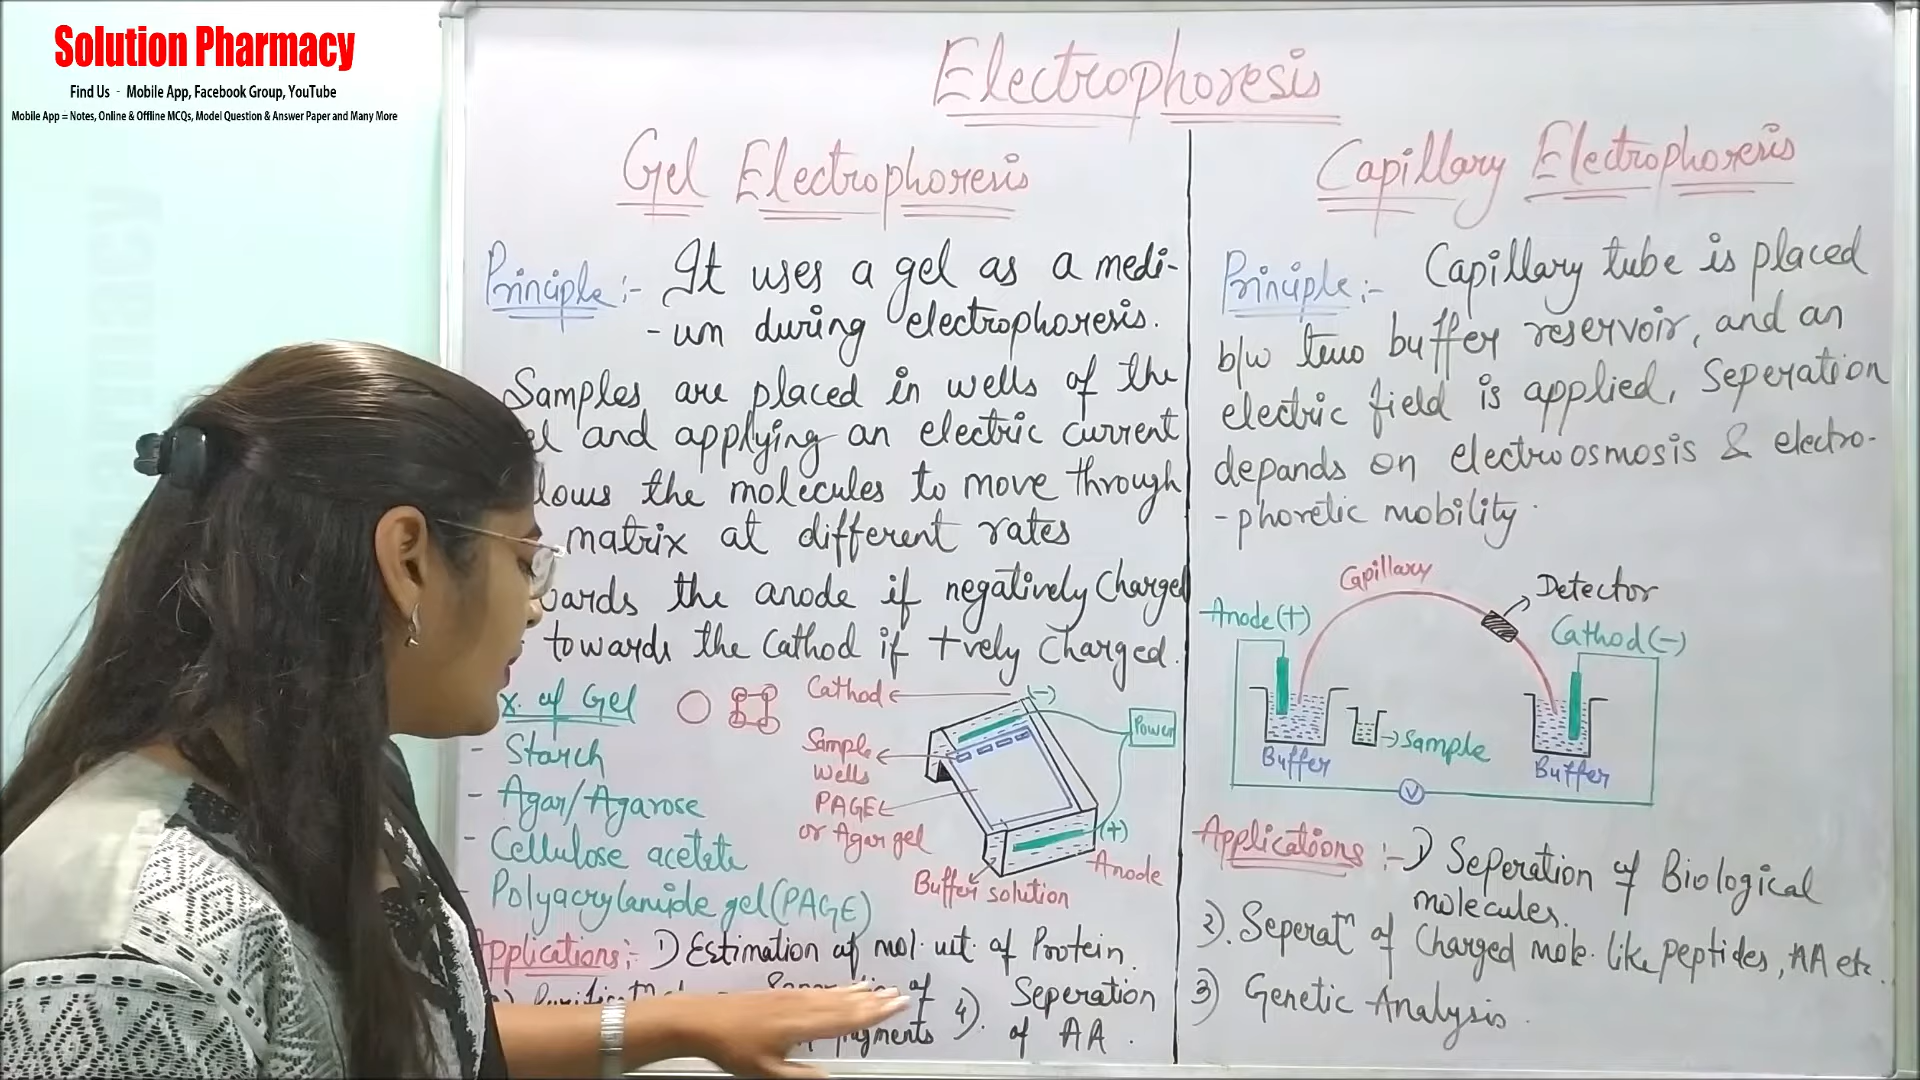 Solution Pharmacy
Find Us - Mobile App, Facebook Group, YouTube
Mobile App = Notes, Online & Offline MCQs, Model Question & Answer Paper and Many More
Electrophoresis
Gel Electrophoresis
Principle:- It uses a gel as a medi-
-um during electrophoresis.
Samples are placed in wells of the
and applying an electric current
the molecules to move through
matrix at different rates
the anode if negatively Charged
towards the Cathod if +vely Charged.
of Gel
- Starch
- Agar/Agarose
- Cellulose acetate
- Polyacrylamide gel (PAGE)
Cathod
(-)
Power
Sample
wells
PAGEL
or Agar gel
(+)
Anode
Buffer solution
Applications:- 1) Estimation of mol. wt. of Protein.
of
4). Seperation
of AA.
Capillary Electrophoresis
Principle:- Capillary tube is placed
b/w two buffer reservoir, and an
electric field is applied, Seperation
depands on electroosmosis & electro-
-phoretic mobility.
Capillary
Detector
Anode (+)
Cathod (-)
Sample
Buffer
Buffer
V
Applications:- 1) Seperation of Biological
molecules.
2). Seperatn of Charged mole. like peptides, AA etc.
3) Genetic Analysis.